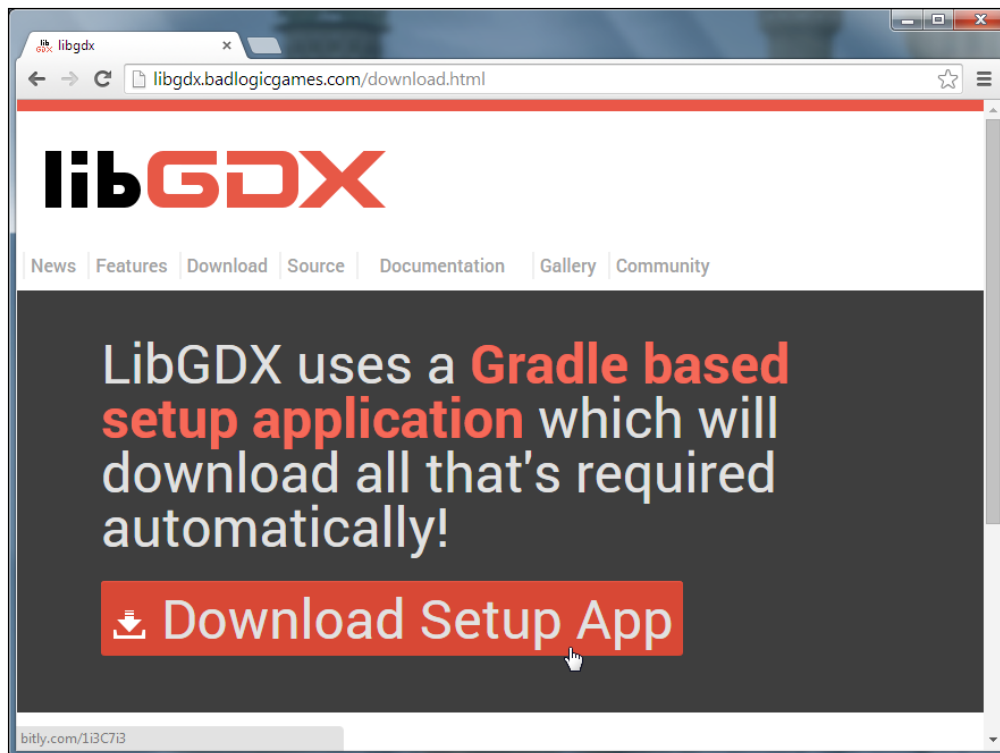 libgdx
libgdx.badlogicgames.com/download.html
libGDX
News Features Download Source Documentation Gallery Community
LibGDX uses a Gradle based
setup application which will
download all that's required
automatically!
Download Setup App
bitly.com/1i3C7i3